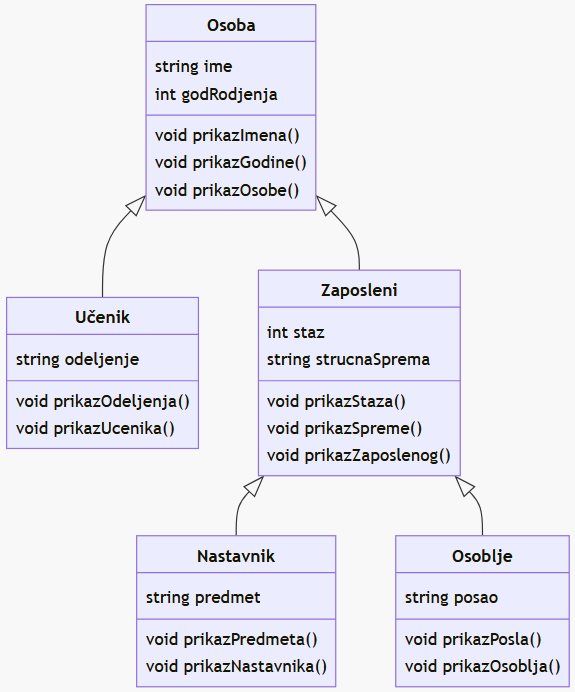 Osoba
string ime
int godRodjenja
void prikazImena()
void prikazGodine()
void prikazOsobe()
Učenik
string odeljenje
void prikazOdeljenja()
void prikazUcenika()
Zaposleni
int staz
string strucnaSprema
void prikazStaza()
void prikazSpreme()
void prikazZaposlenog()
Nastavnik
string predmet
void prikazPredmeta()
void prikazNastavnika()
Osoblje
string posao
void prikazPosla()
void prikazOsoblja()